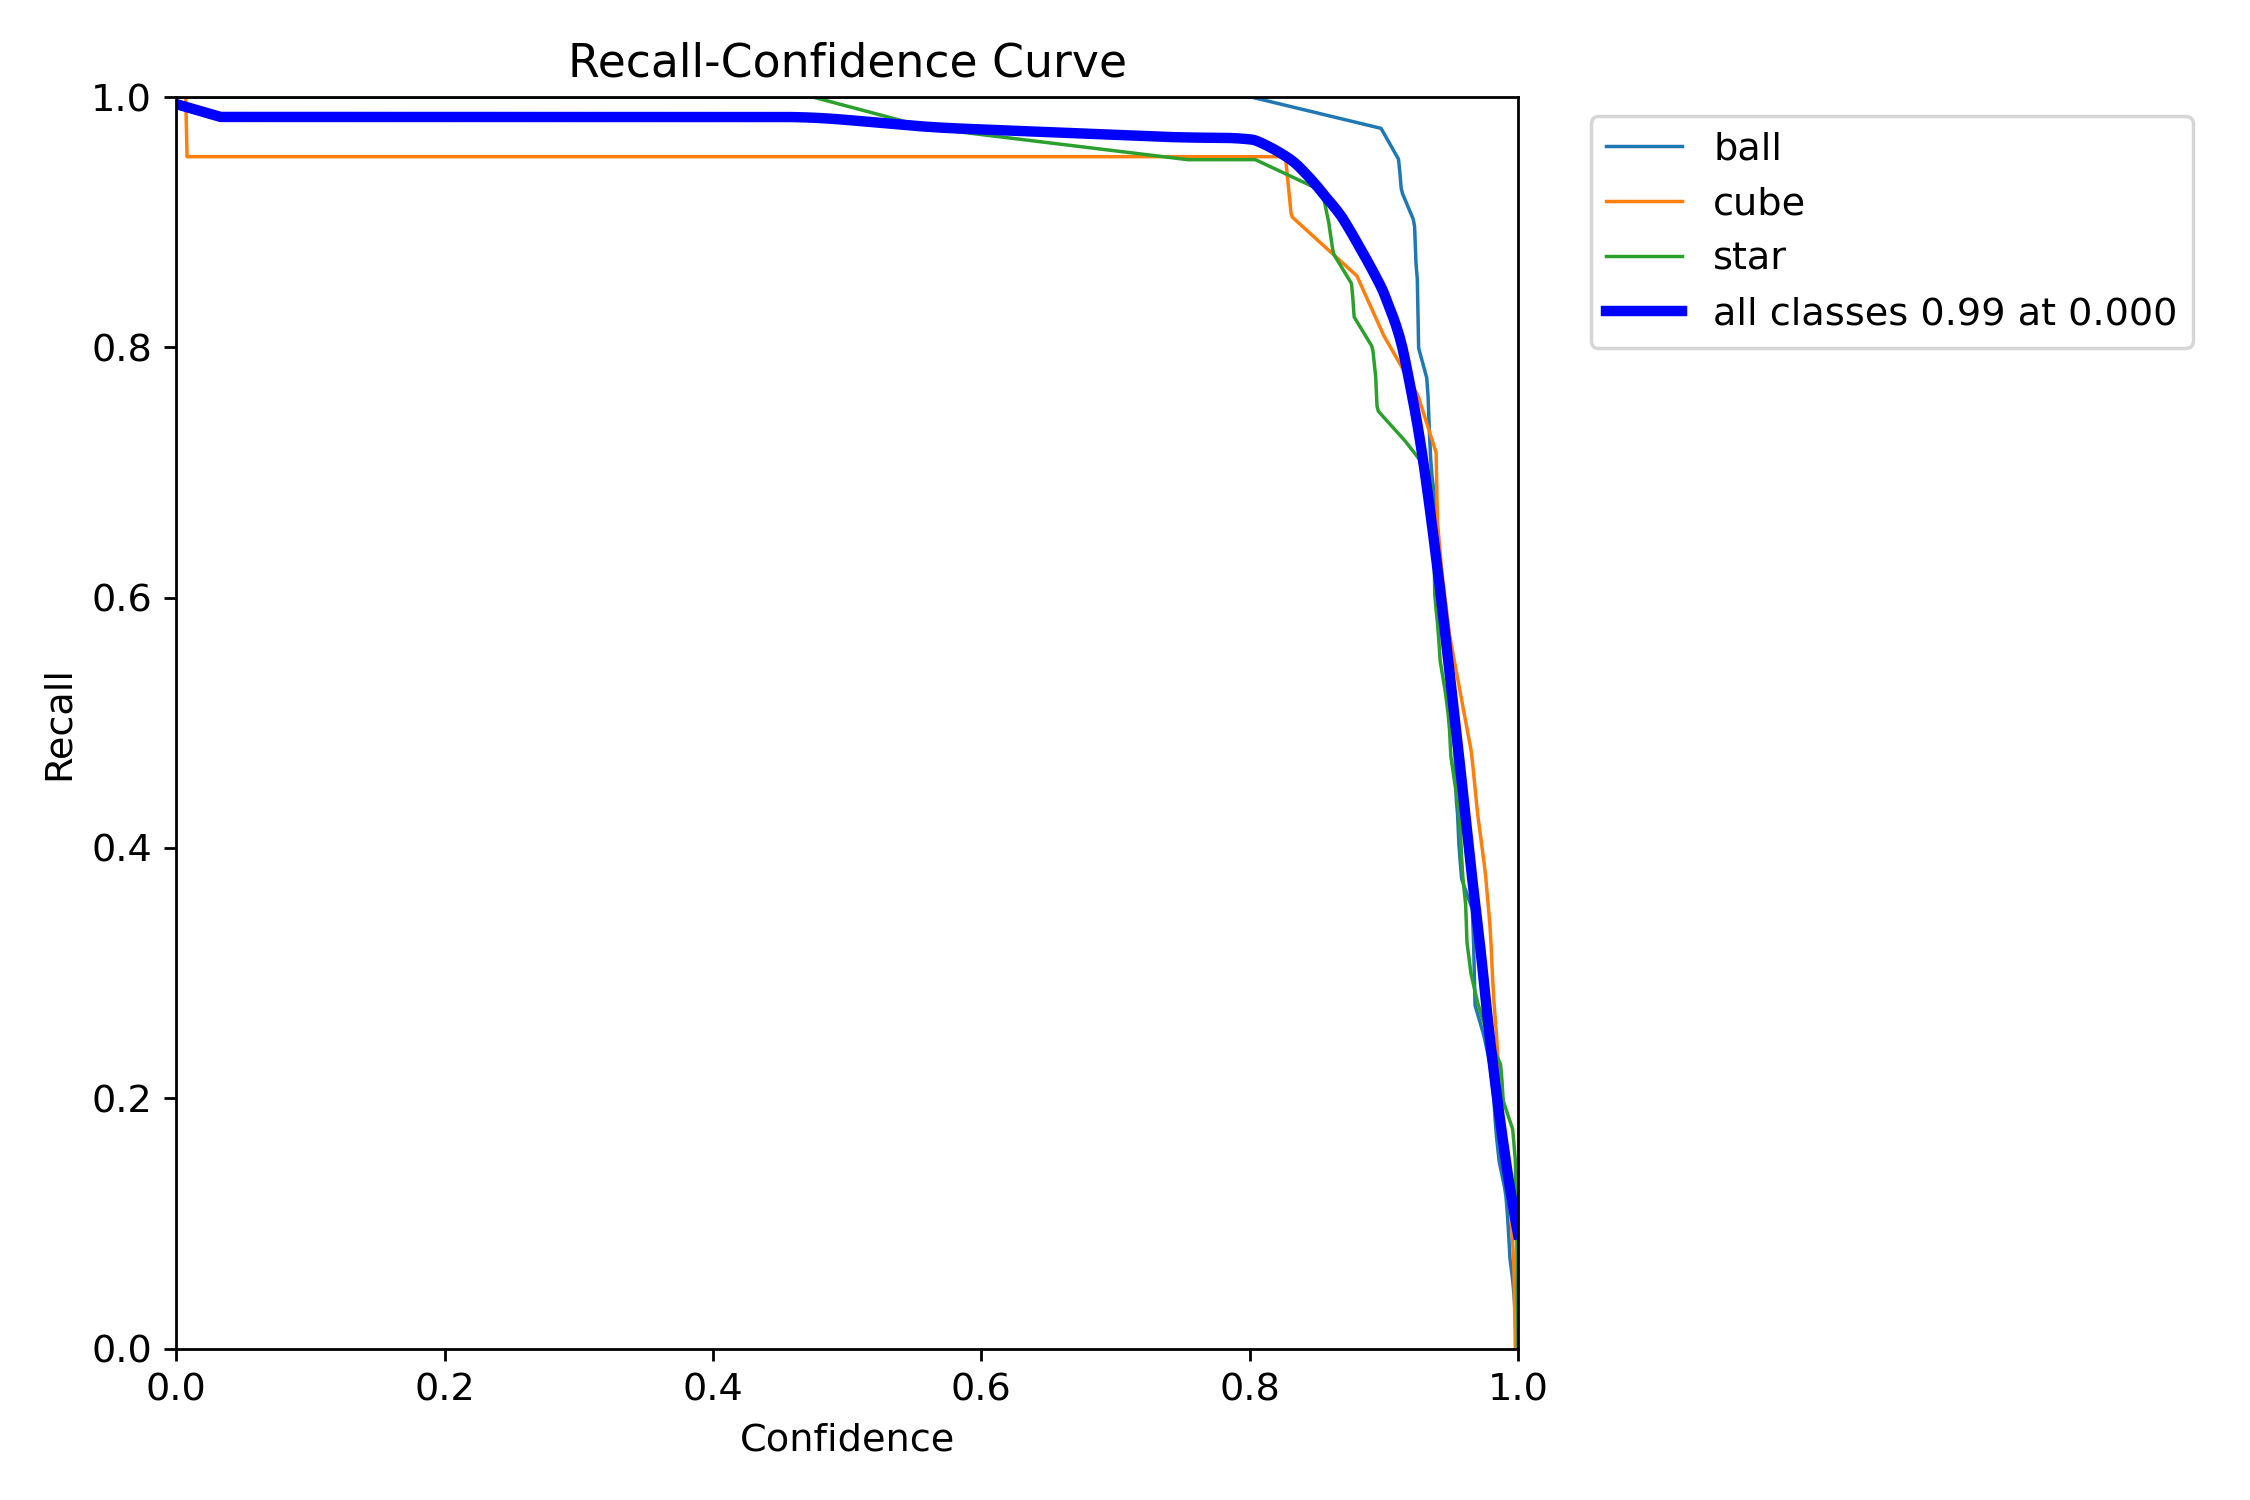 Recall-Confidence Curve
1.0
0.8
0.6
0.4
0.2
0.0
Recall
0.0 0.2 0.4 0.6 0.8 1.0
Confidence
ball
cube
star
all classes 0.99 at 0.000